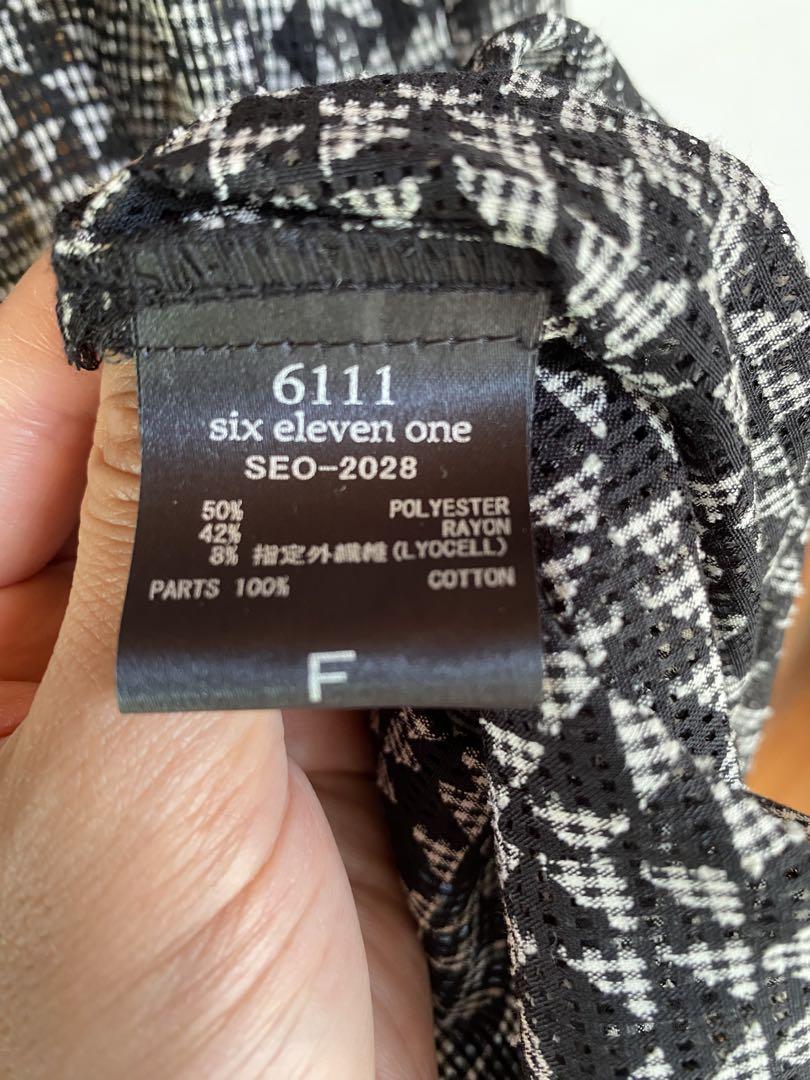 6111
six eleven one
SEO-2028
50% POLYESTER
42% RAYON
8% 指定外繊維(LYOCELL)
PARTS 100% COTTON
F